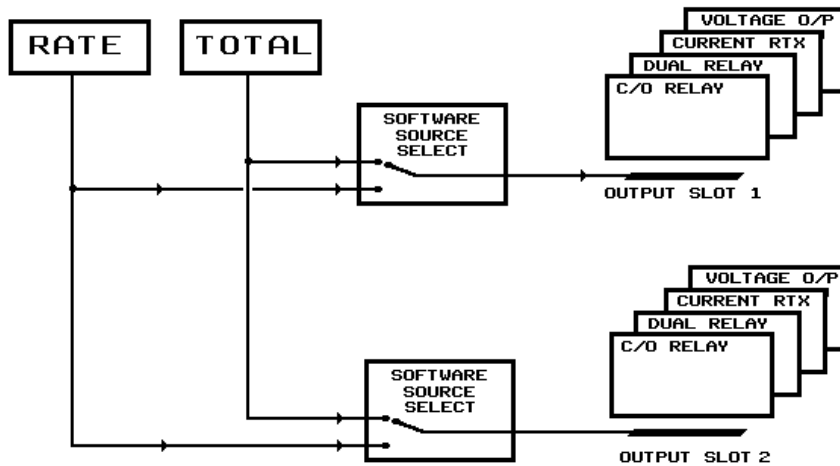 RATE
TOTAL
VOLTAGE O/P
CURRENT RTX
DUAL RELAY
C/O RELAY
SOFTWARE
SOURCE
SELECT
OUTPUT SLOT 1
VOLTAGE O/P
CURRENT RTX
DUAL RELAY
C/O RELAY
SOFTWARE
SOURCE
SELECT
OUTPUT SLOT 2